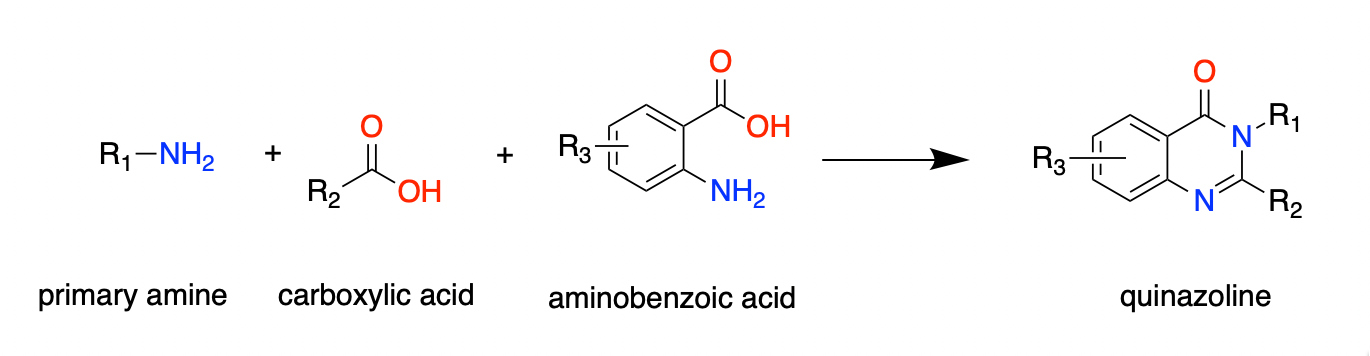 R1—NH2 + R2 O OH + R3 O OH NH2 R3 O N R1 N R2
primary amine carboxylic acid aminobenzoic acid quinazoline